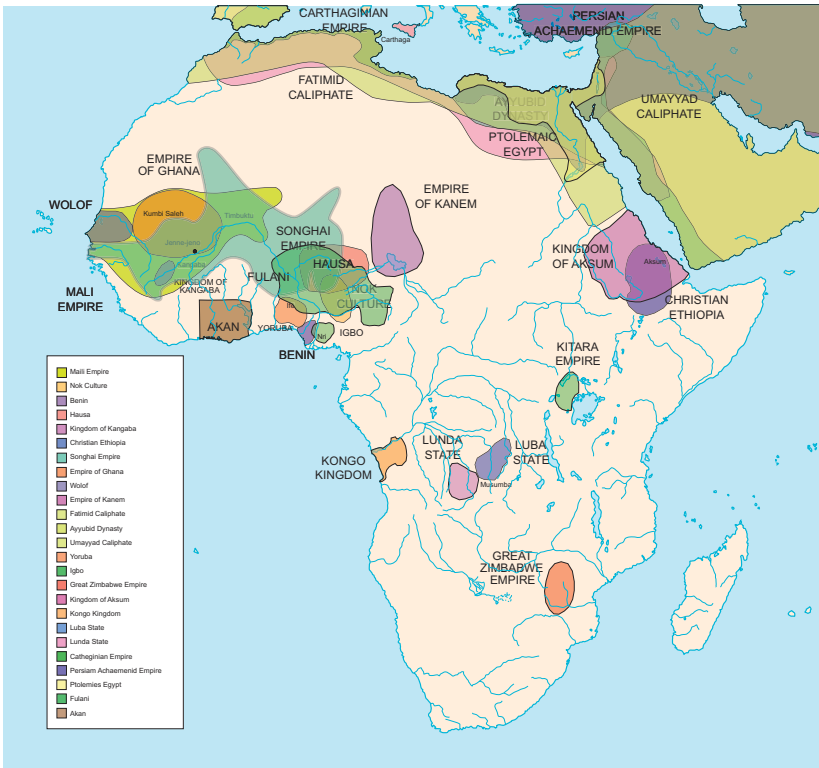 CARTHAGINIAN
EMPIRE
Carthaga
PERSIAN
ACHAEMENID EMPIRE
FATIMID
CALIPHATE
AYYUBID
DYNASTY
UMAYYAD
CALIPHATE
PTOLEMAIC
EGYPT
EMPIRE
OF GHANA
WOLOF
Kumbi Saleh
Timbuktu
EMPIRE
OF KANEM
SONGHAI
EMPIRE
Jenne-jeno
Kangaba
KINGDOM OF
KANGABA
MALI
EMPIRE
FULANI
HAUSA
NOK
CULTURE
KINGDOM
OF AKSUM
Aksum
CHRISTIAN
ETHIOPIA
AKAN
Ife
YORUBA
Nri
IGBO
BENIN
KITARA
EMPIRE
KONGO
KINGDOM
LUNDA
STATE
LUBA
STATE
Musumba
GREAT
ZIMBABWE
EMPIRE
Maili Empire
Nok Culture
Benin
Hausa
Kingdom of Kangaba
Christian Ethiopia
Songhai Empire
Empire of Ghana
Wolof
Empire of Kanem
Fatimid Caliphate
Ayyubid Dynasty
Umayyad Caliphate
Yoruba
Igbo
Great Zimbabwe Empire
Kingdom of Aksum
Kongo Kingdom
Luba State
Lunda State
Catheginian Empire
Persiam Achaemenid Empire
Ptolemies Egypt
Fulani
Akan